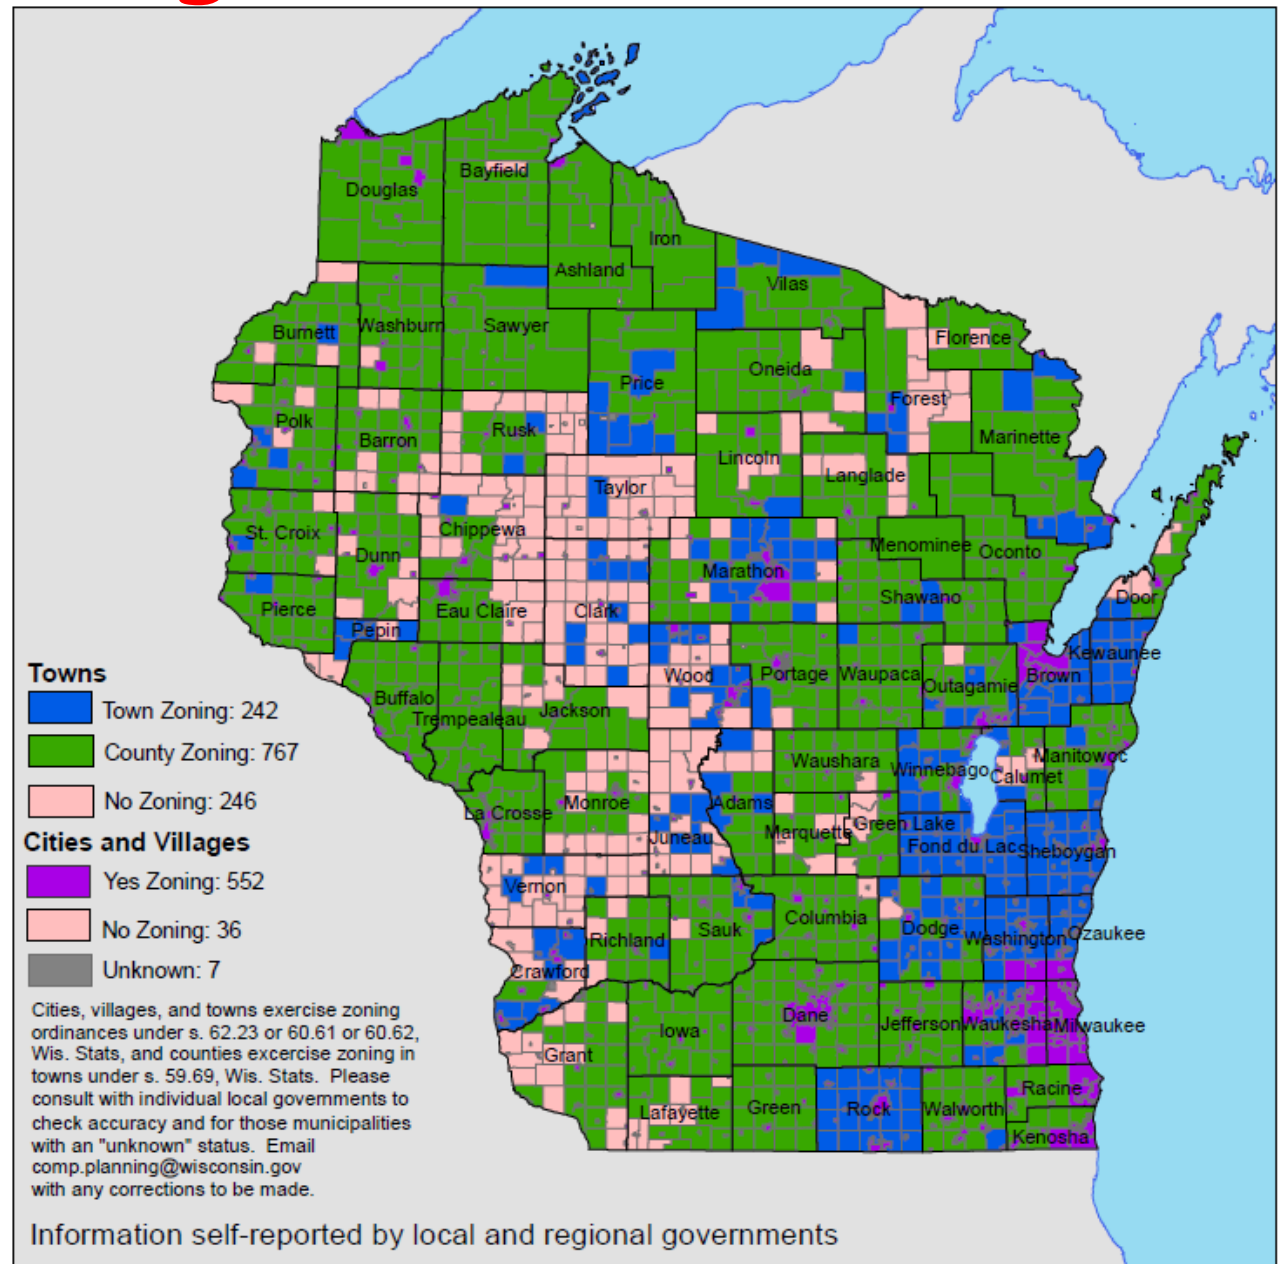 Douglas
Bayfield
Iron
Ashland
Vilas
Burnett
Washburn
Sawyer
Florence
Oneida
Price
Forest
Polk
Barron
Rusk
Marinette
Lincoln
Langlade
Taylor
St. Croix
Chippewa
Dunn
Menominee
Oconto
Marathon
Pierce
Eau Claire
Clark
Shawano
Door
Pepin
Kewaunee
Wood
Portage
Waupaca
Outagamie
Brown
Buffalo
Trempealeau
Jackson
Waushara
Winnebago
Calumet
Manitowoc
La Crosse
Monroe
Juneau
Adams
Marquette
Green Lake
Fond du Lac
Sheboygan
Vernon
Richland
Sauk
Columbia
Dodge
Washington
Ozaukee
Crawford
Grant
Iowa
Dane
Jefferson
Waukesha
Milwaukee
Lafayette
Green
Rock
Walworth
Racine
Kenosha
Towns
Town Zoning: 242
County Zoning: 767
No Zoning: 246
Cities and Villages
Yes Zoning: 552
No Zoning: 36
Unknown: 7
Cities, villages, and towns exercise zoning
ordinances under s. 62.23 or 60.61 or 60.62,
Wis. Stats, and counties excercise zoning in
towns under s. 59.69, Wis. Stats.  Please
consult with individual local governments to
check accuracy and for those municipalities
with an "unknown" status.  Email
comp.planning@wisconsin.gov
with any corrections to be made.
Information self-reported by local and regional governments